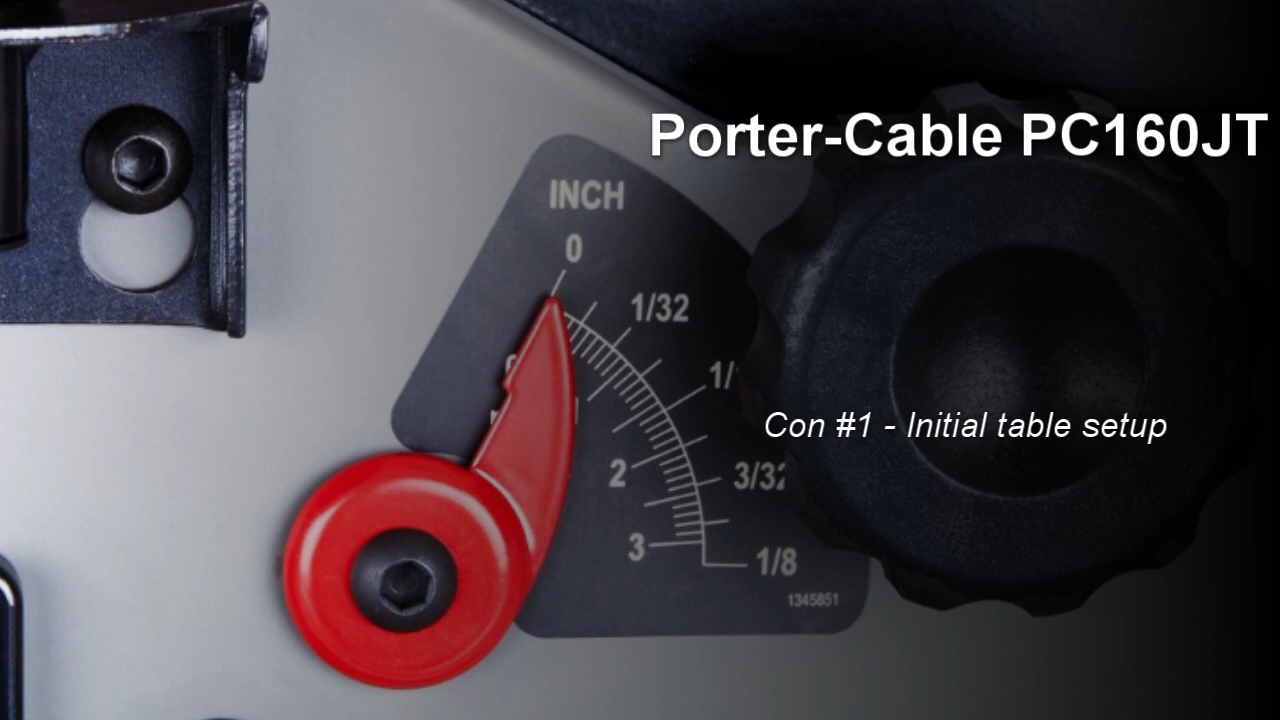 Porter-Cable PC160JT
INCH
0
1/32
2
3/32
3
1/8
1345851
Con #1 - Initial table setup